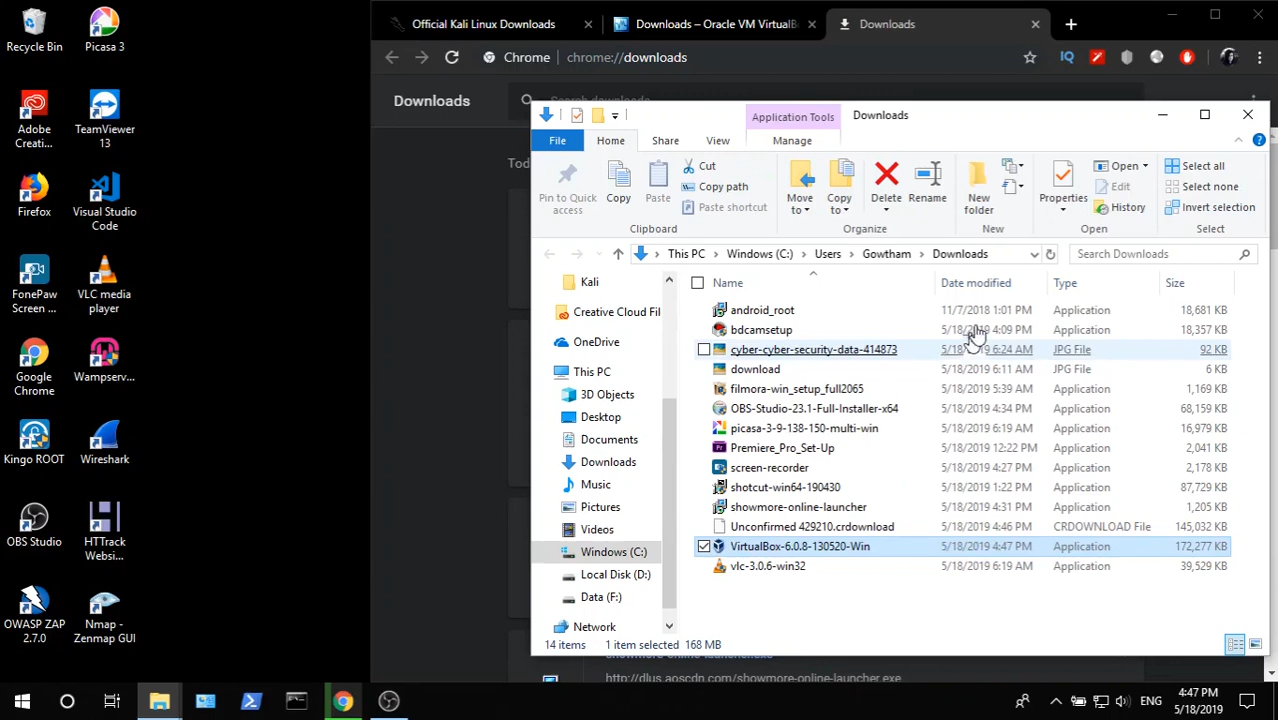 Recycle Bin
Picasa 3
Adobe Creati...
TeamViewer 13
Firefox
Visual Studio Code
FonePaw Screen ...
VLC media player
Google Chrome
Wampserv...
Kingo ROOT
Wireshark
OBS Studio
HTTrack Websi...
OWASP ZAP 2.7.0
Nmap - Zenmap GUI
Official Kali Linux Downloads
Downloads – Oracle VM VirtualB
Downloads
Chrome
chrome://downloads
Downloads
Search downloads
Application Tools
Downloads
File
Home
Share
View
Manage
Pin to Quick access
Copy
Paste
Cut
Copy path
Paste shortcut
Clipboard
Move to
Copy to
Delete
Rename
Organize
New folder
New
Properties
Open
Edit
History
Open
Select all
Select none
Invert selection
Select
This PC
Windows (C:)
Users
Gowtham
Downloads
Search Downloads
Kali
Creative Cloud Fil
OneDrive
This PC
3D Objects
Desktop
Documents
Downloads
Music
Pictures
Videos
Windows (C:)
Local Disk (D:)
Data (F:)
Network
Name Date modified Type Size
android_root 11/7/2018 1:01 PM Application 18,681 KB
bdcamsetup 5/18/2019 4:09 PM Application 18,357 KB
cyber-cyber-security-data-414873 5/18/2019 6:24 AM JPG File 92 KB
download 5/18/2019 6:11 AM JPG File 6 KB
filmora-win_setup_full2065 5/18/2019 5:39 AM Application 1,169 KB
OBS-Studio-23.1-Full-Installer-x64 5/18/2019 4:34 PM Application 68,159 KB
picasa-3-9-138-150-multi-win 5/18/2019 6:19 AM Application 16,979 KB
Premiere_Pro_Set-Up 5/18/2019 12:22 PM Application 2,041 KB
screen-recorder 5/18/2019 4:27 PM Application 2,178 KB
shotcut-win64-190430 5/18/2019 1:22 PM Application 87,729 KB
showmore-online-launcher 5/18/2019 4:31 PM Application 1,205 KB
Unconfirmed 429210.crdownload 5/18/2019 4:46 PM CRDOWNLOAD File 145,032 KB
VirtualBox-6.0.8-130520-Win 5/18/2019 4:47 PM Application 172,277 KB
vlc-3.0.6-win32 5/18/2019 6:19 AM Application 39,529 KB
14 items 1 item selected 168 MB
http://dlus.aoscdn.com/showmore-online-launcher.exe
ENG
4:47 PM
5/18/2019